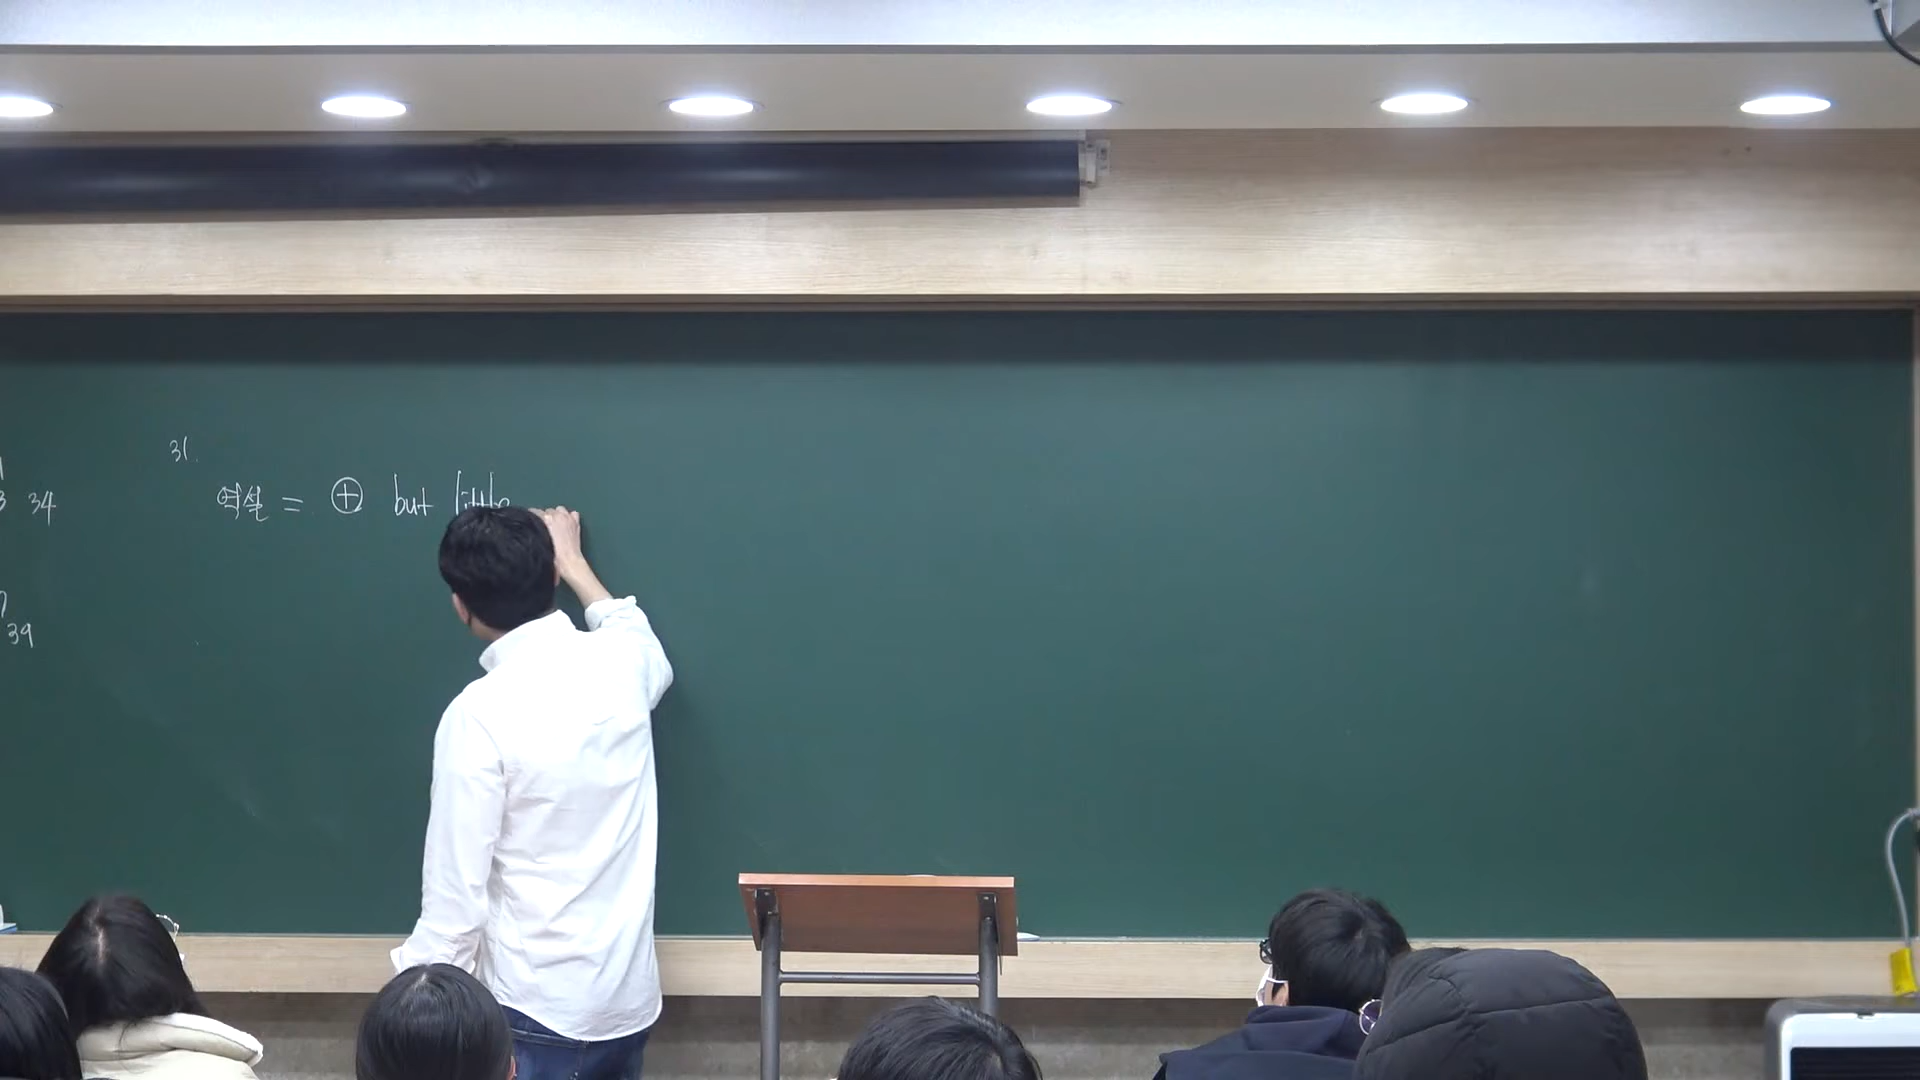 31.
역설 = ⊕ but little
34
39